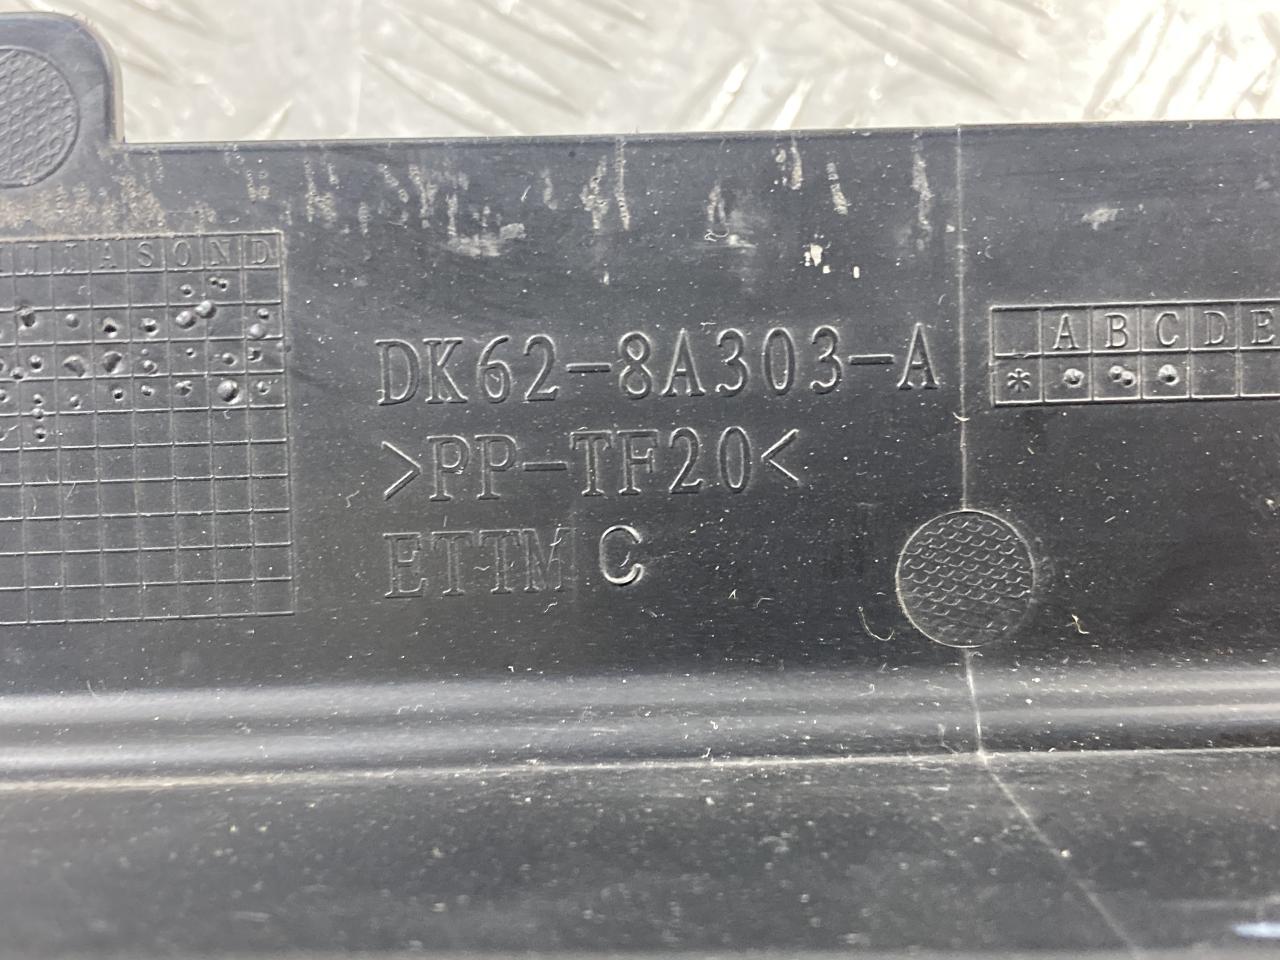 J J A S O N D
DK62-8A303-A
>PP-TF20<
ETTM C
A B C D E
*